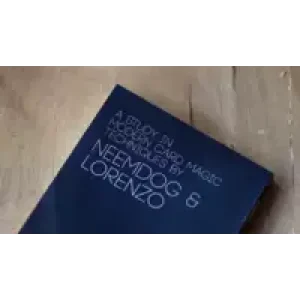 A STUDY IN
MODERN CARD MAGIC
TECHNIQUES BY
NEEMDOG &
LORENZO